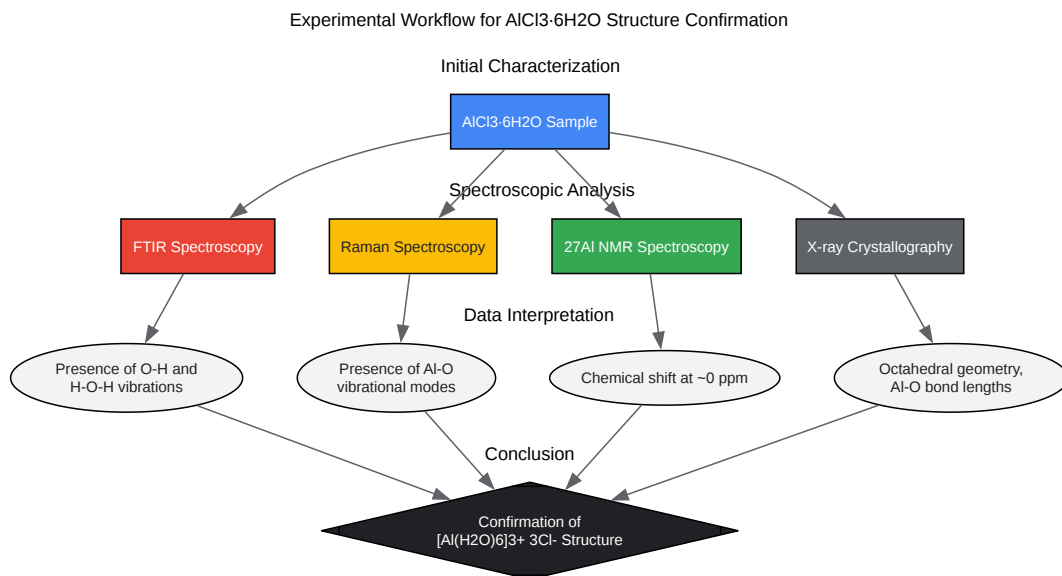 Experimental Workflow for AlCl3·6H2O Structure Confirmation
Initial Characterization
AlCl3·6H2O Sample
Spectroscopic Analysis
FTIR Spectroscopy
Raman Spectroscopy
27Al NMR Spectroscopy
X-ray Crystallography
Data Interpretation
Presence of O-H and
H-O-H vibrations
Presence of Al-O
vibrational modes
Chemical shift at ~0 ppm
Octahedral geometry,
Al-O bond lengths
Conclusion
Confirmation of
[Al(H2O)6]3+ 3Cl- Structure